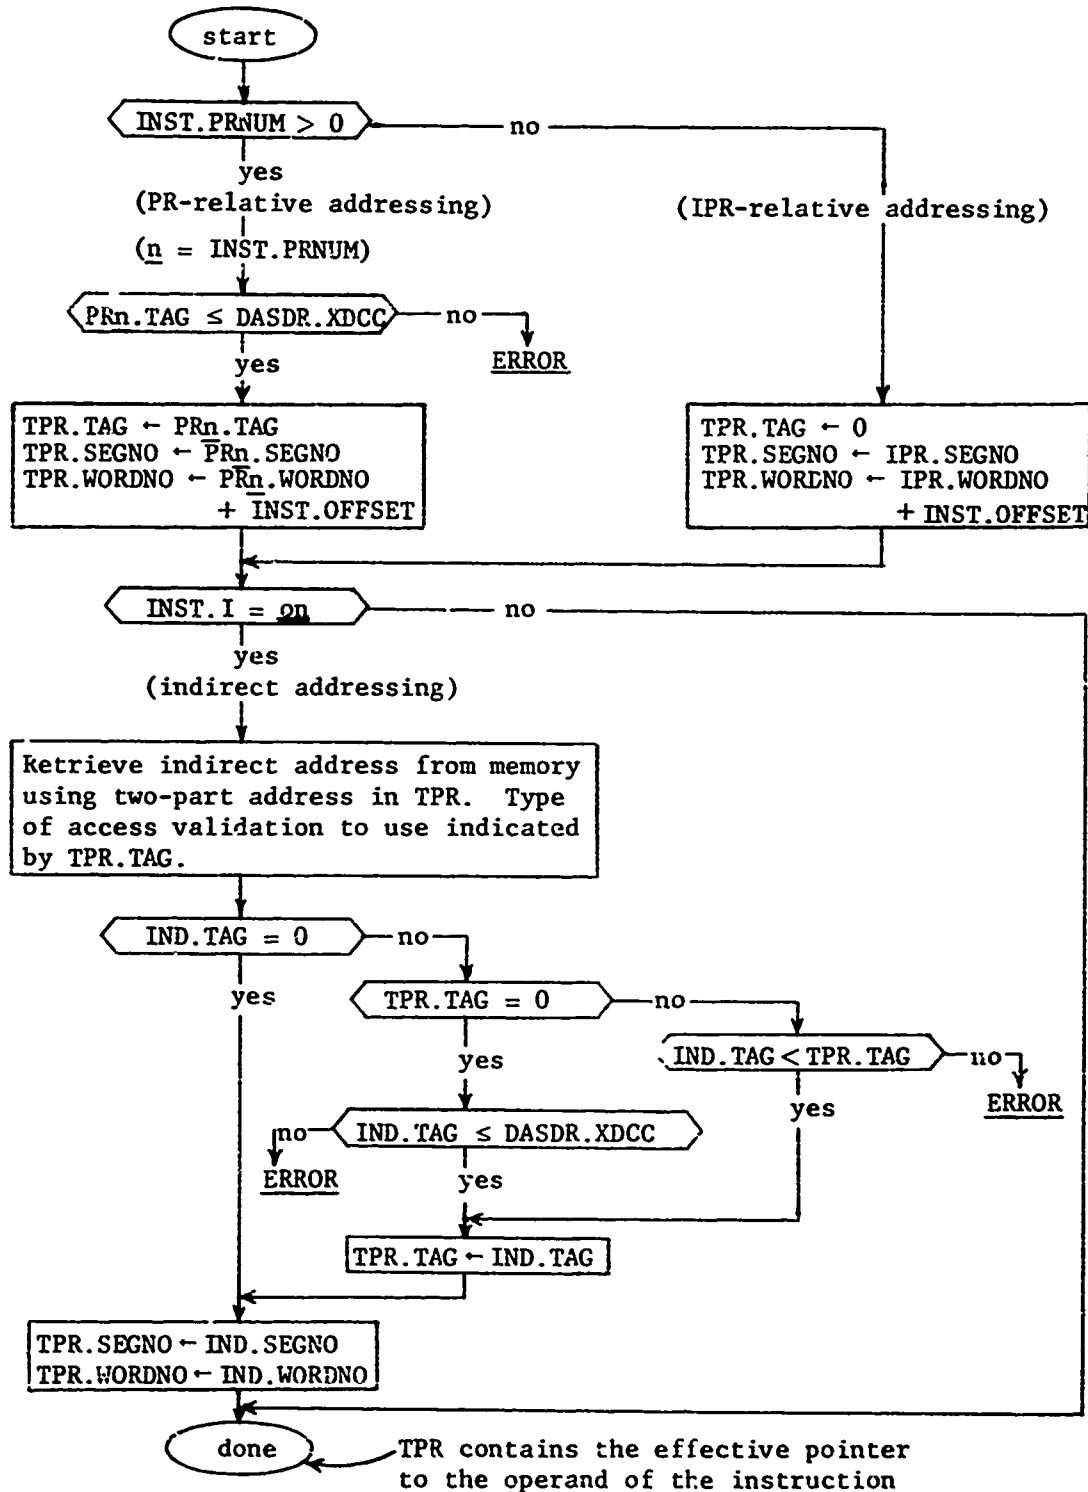 start
INST.PRNUM > 0
no
yes
(PR-relative addressing)
(IPR-relative addressing)
(n = INST.PRNUM)
PRn.TAG ≤ DASDR.XDCC
no
ERROR
yes
TPR.TAG ← PRn.TAG
TPR.SEGNO ← PRn.SEGNO
TPR.WORDNO ← PRn.WORDNO
+ INST.OFFSET
TPR.TAG ← 0
TPR.SEGNO ← IPR.SEGNO
TPR.WORDNO ← IPR.WORDNO
+ INST.OFFSET
INST.I = on
no
yes
(indirect addressing)
Retrieve indirect address from memory
using two-part address in TPR. Type
of access validation to use indicated
by TPR.TAG.
IND.TAG = 0
no
yes
TPR.TAG = 0
no
yes
IND.TAG < TPR.TAG
no
ERROR
yes
IND.TAG ≤ DASDR.XDCC
no
ERROR
yes
TPR.TAG ← IND.TAG
TPR.SEGNO ← IND.SEGNO
TPR.WORDNO ← IND.WORDNO
done
TPR contains the effective pointer
to the operand of the instruction